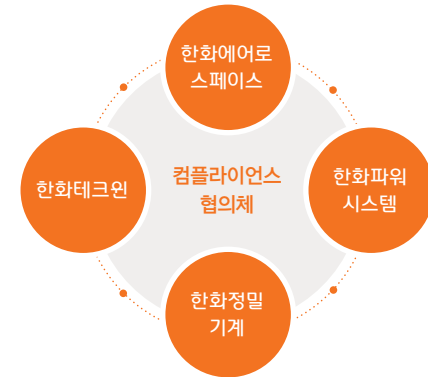 한화에어로
스페이스
한화테크윈
컴플라이언스
협의체
한화파워
시스템
한화정밀
기계